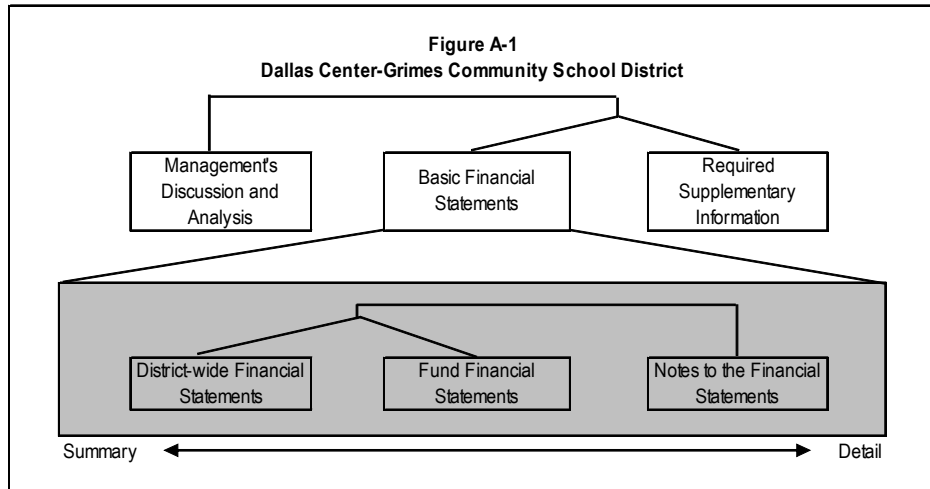 Figure A-1
Dallas Center-Grimes Community School District
Management's
Discussion and
Analysis
Basic Financial
Statements
Required
Supplementary
Information
District-wide Financial
Statements
Fund Financial
Statements
Notes to the Financial
Statements
Summary
Detail